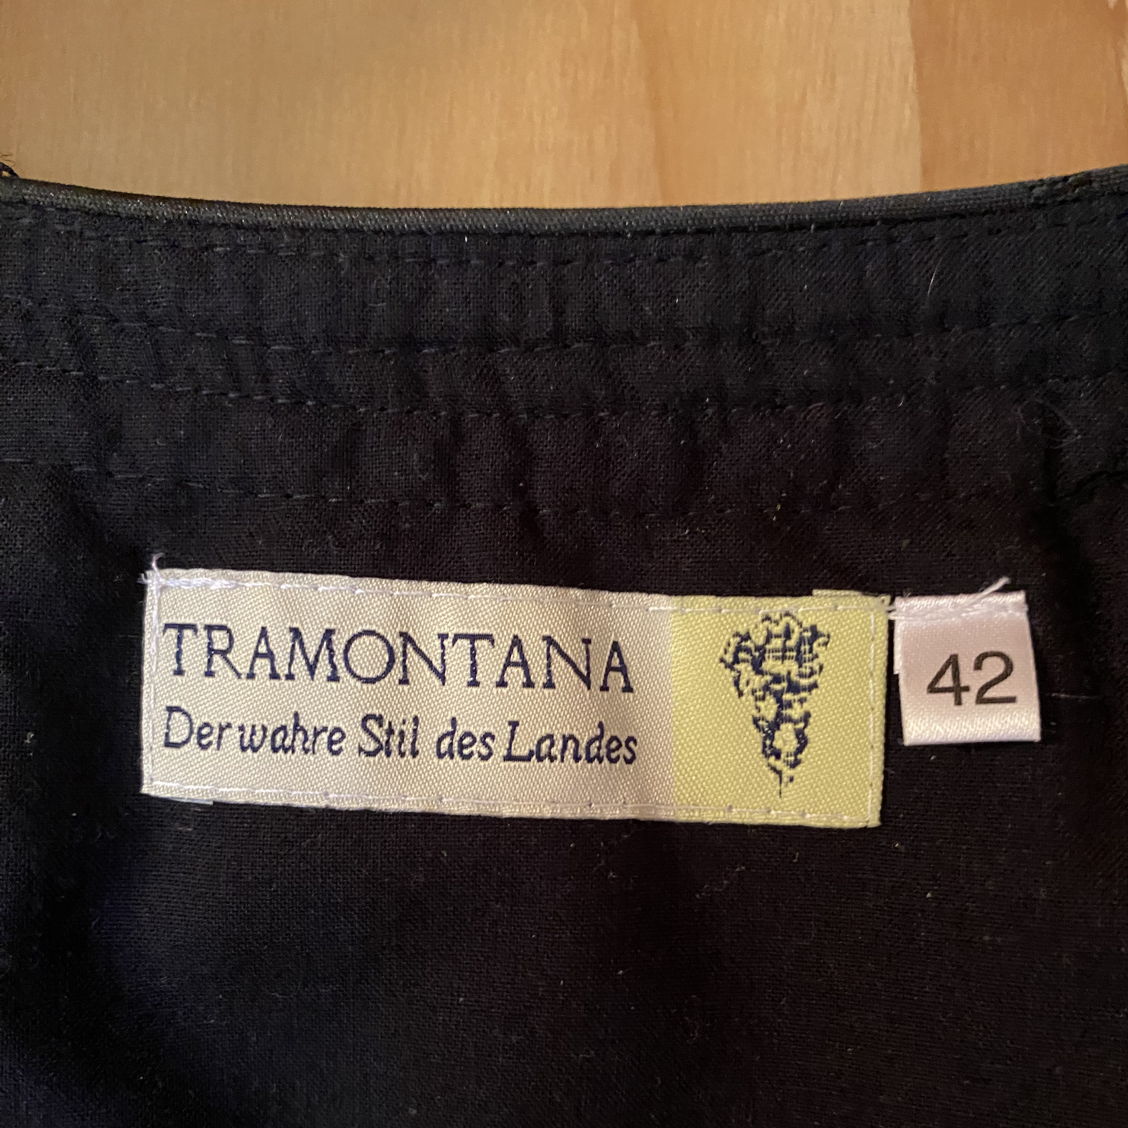 TRAMONTANA
Der wahre Stil des Landes
42